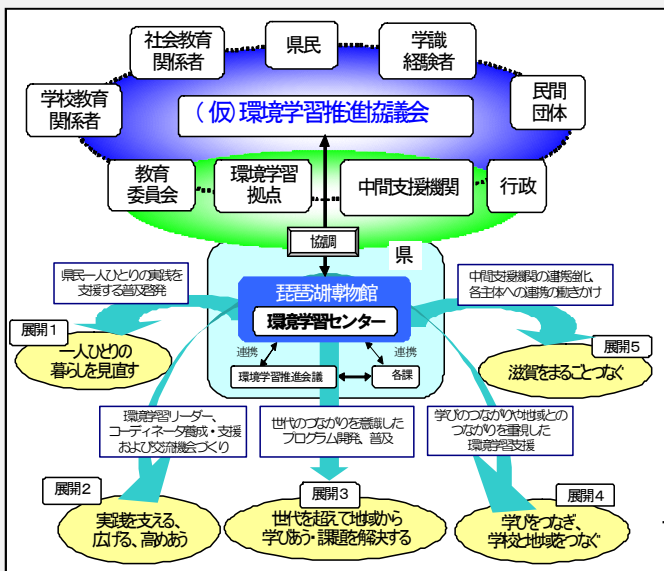 社会教育
関係者
県民
学識
経験者
学校教育
関係者
(仮)環境学習推進協議会
民間
団体
教育
委員会
環境学習
拠点
中間支援機関
行政
協調
県
県民一人ひとりの実践を
支援する普及啓発
琵琶湖博物館
環境学習センター
中間支援機関の連携強化、
各主体への連携の働きかけ
展開1
一人ひとりの
暮らしを見直す
連携
連携
環境学習推進会議
各課
展開5
滋賀をまるごとつなぐ
環境学習リーダー、
コーディネータ養成・支援
および交流機会づくり
世代のつながりを意識した
プログラム開発、普及
学びのつながりや地域との
つながりを重視した
環境学習支援
展開2
実践を支える、
広げる、高めあう
展開3
世代を超えて地域から
学びあう・課題を解決する
展開4
学びをつなぎ、
学校と地域をつなぐ